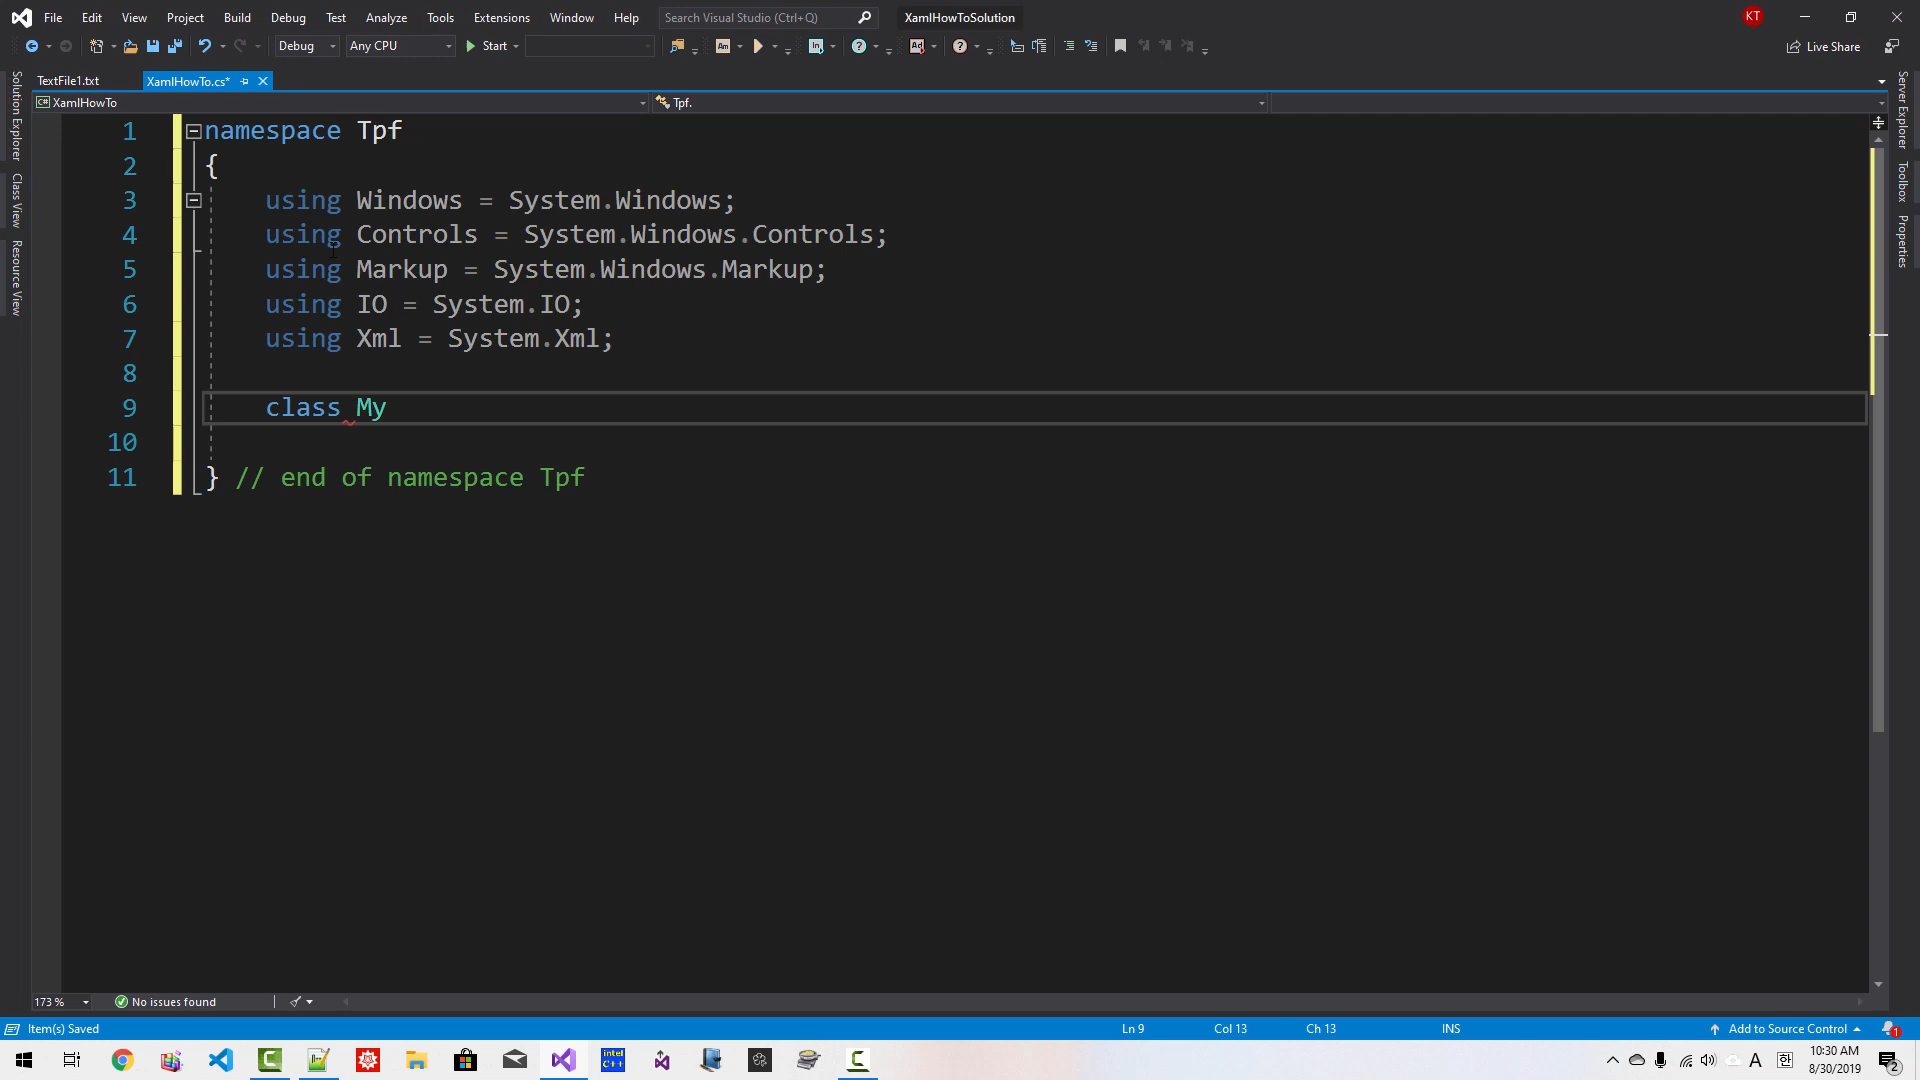 File Edit View Project Build Debug Test Analyze Tools Extensions Window Help Search Visual Studio (Ctrl+Q) XamlHowToSolution KT
Debug Any CPU Start Live Share
TextFile1.txt XamlHowTo.cs*
XamlHowTo Tpf.
Solution Explorer
Class View
Resource View
Server Explorer
Toolbox
Properties
1 namespace Tpf
2 {
3 using Windows = System.Windows;
4 using Controls = System.Windows.Controls;
5 using Markup = System.Windows.Markup;
6 using IO = System.IO;
7 using Xml = System.Xml;
8
9 class My
10
11 } // end of namespace Tpf
173 % No issues found
Item(s) Saved Ln 9 Col 13 Ch 13 INS Add to Source Control 1
intel C++ A 한 10:30 AM 2
8/30/2019